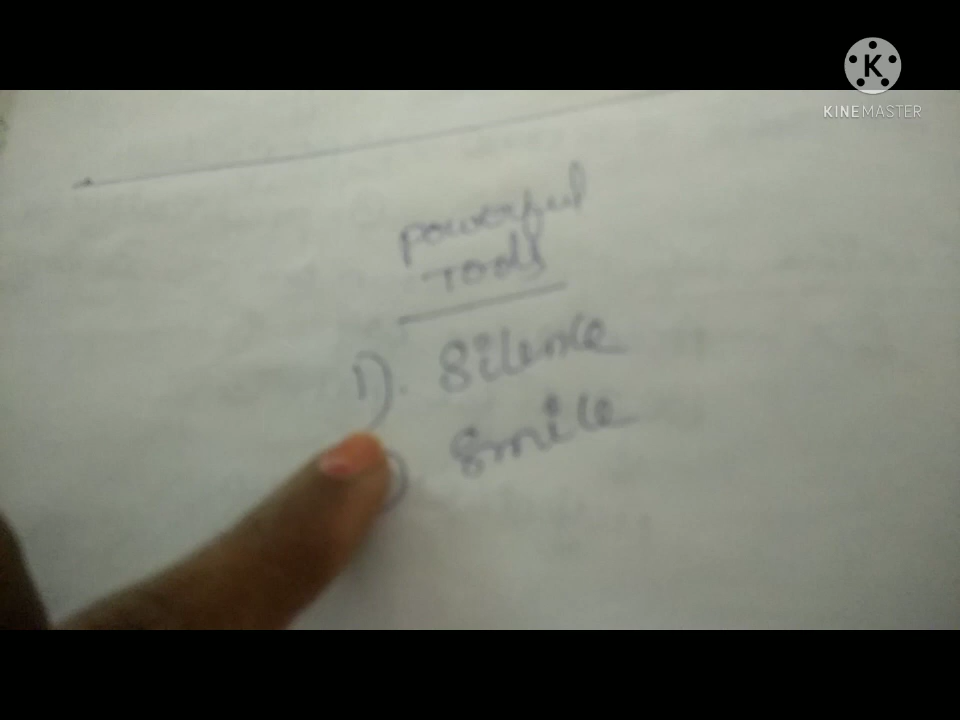 KINEMASTER
powerful
Tools
1). Silence
) Smile